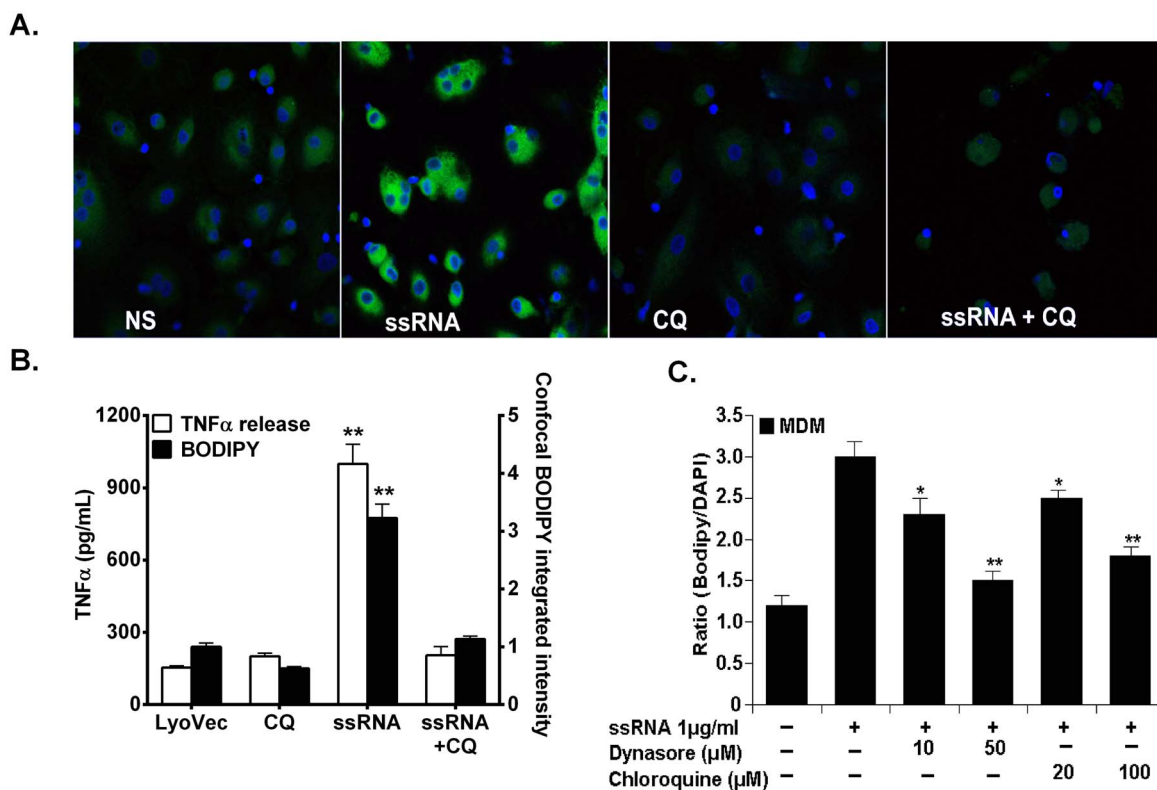 A.
NS
ssRNA
CQ
ssRNA + CQ
B.
TNFα release
BODIPY
TNFα (pg/mL)
1200
900
600
300
0
**
**
Confocal BODIPY integrated intensity
5
4
3
2
1
0
LyoVec
CQ
ssRNA
ssRNA
+CQ
C.
MDM
Ratio (Bodipy/DAPI)
3.5
3.0
2.5
2.0
1.5
1.0
0.5
0
*
**
*
**
ssRNA 1µg/ml – + + + + +
Dynasore (µM) – – 10 50 – –
Chloroquine (µM) – – – – 20 100